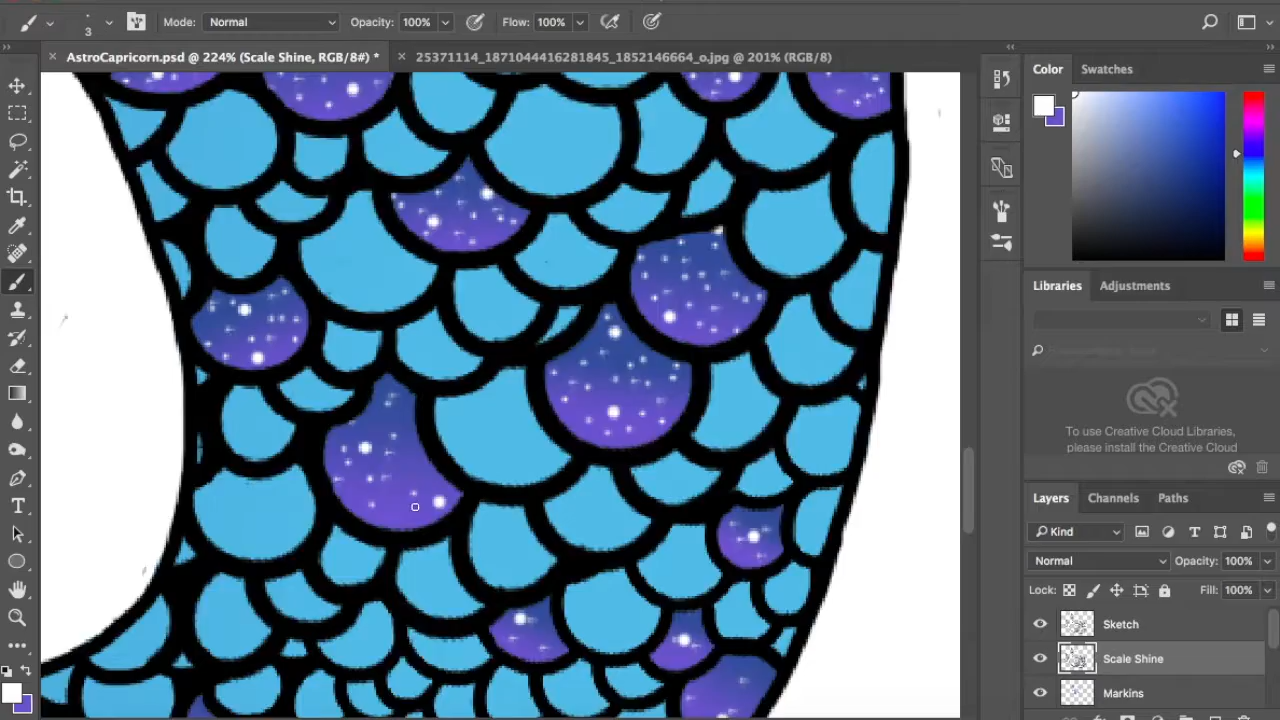 3 Mode: Normal Opacity: 100% Flow: 100%
AstroCapricorn.psd @ 224% (Scale Shine, RGB/8#) * 25371114_1871044416281845_1852146664_o.jpg @ 201% (RGB/8)
Color Swatches
Libraries Adjustments
To use Creative Cloud Libraries,
please install the Creative Cloud
Layers Channels Paths
Kind
Normal Opacity: 100%
Lock: Fill: 100%
Sketch
Scale Shine
Markins